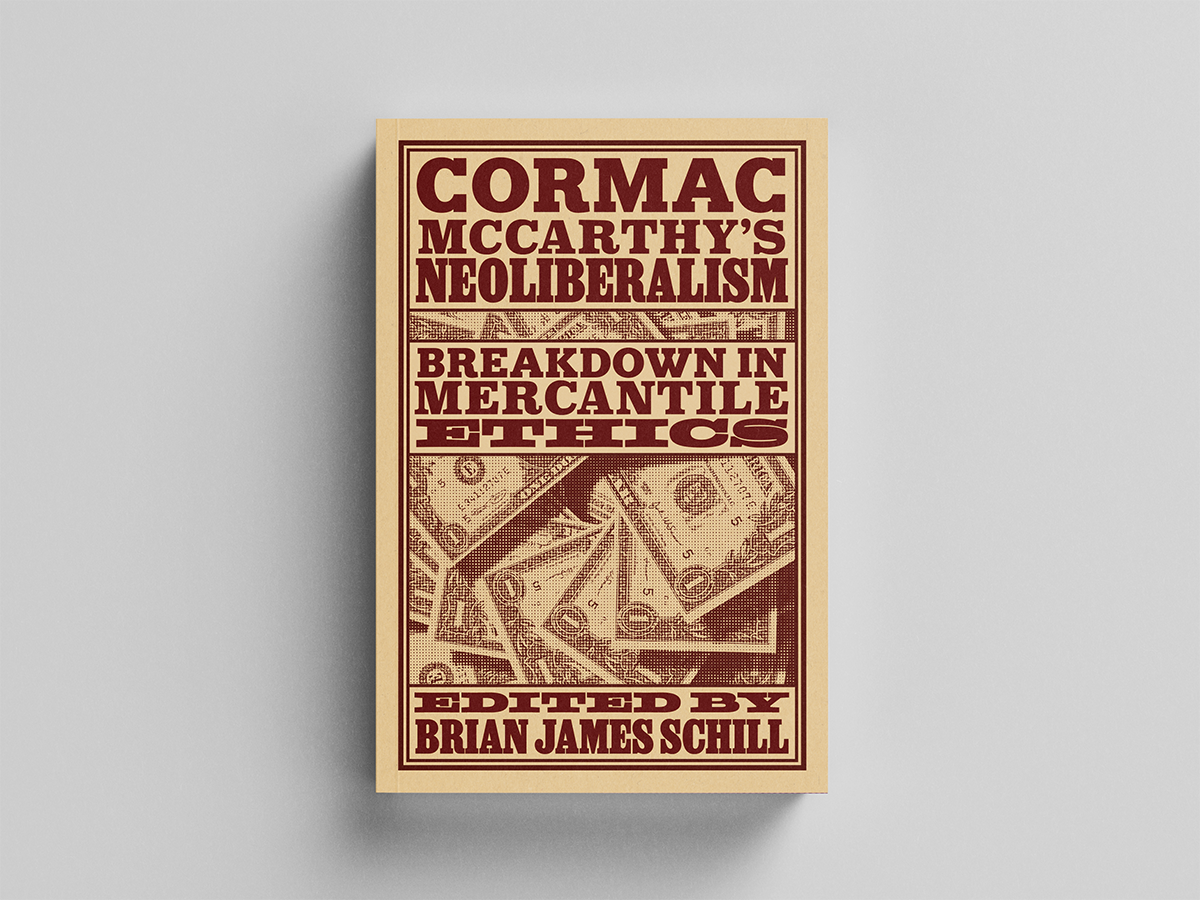 CORMAC
MCCARTHY'S
NEOLIBERALISM
BREAKDOWN IN
MERCANTILE
ETHICS
EDITED BY
BRIAN JAMES SCHILL